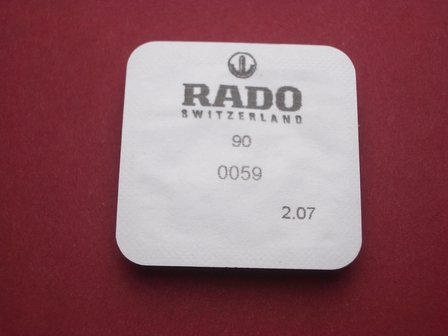 RADO
SWITZERLAND
90
0059
2.07